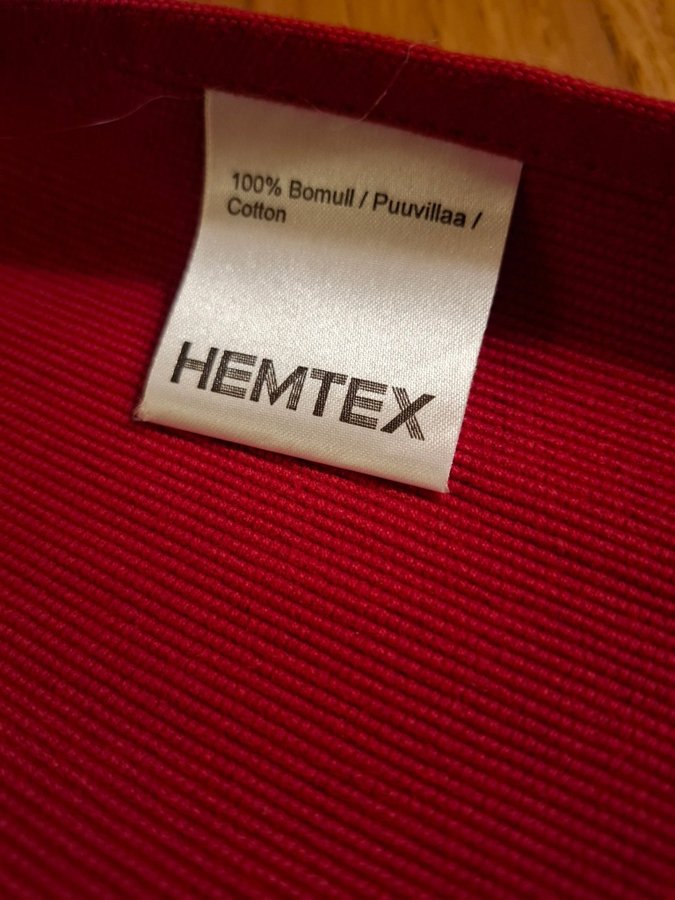 100% Bomull / Puuvillaa /
Cotton
HEMTEX